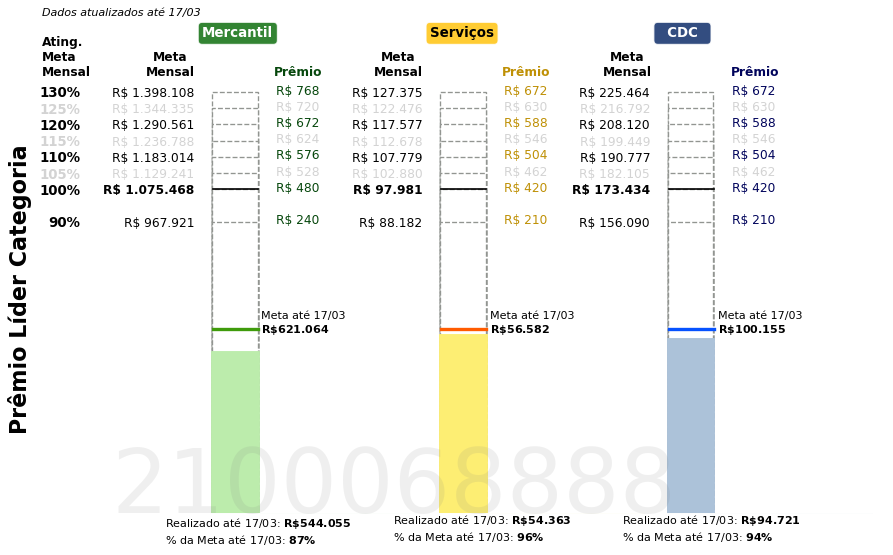 Dados atualizados até 17/03
Mercantil Serviços CDC
Ating.
Meta Meta Meta Meta
Mensal Mensal Prêmio Mensal Prêmio Mensal Prêmio
130% R$ 1.398.108 R$ 768 R$ 127.375 R$ 672 R$ 225.464 R$ 672
125% R$ 1.344.335 R$ 720 R$ 122.476 R$ 630 R$ 216.792 R$ 630
120% R$ 1.290.561 R$ 672 R$ 117.577 R$ 588 R$ 208.120 R$ 588
115% R$ 1.236.788 R$ 624 R$ 112.678 R$ 546 R$ 199.449 R$ 546
110% R$ 1.183.014 R$ 576 R$ 107.779 R$ 504 R$ 190.777 R$ 504
105% R$ 1.129.241 R$ 528 R$ 102.880 R$ 462 R$ 182.105 R$ 462
100% R$ 1.075.468 R$ 480 R$ 97.981 R$ 420 R$ 173.434 R$ 420
90% R$ 967.921 R$ 240 R$ 88.182 R$ 210 R$ 156.090 R$ 210
Prêmio Líder Categoria
Meta até 17/03 Meta até 17/03 Meta até 17/03
R$621.064 R$56.582 R$100.155
2100068888
Realizado até 17/03: R$544.055 Realizado até 17/03: R$54.363 Realizado até 17/03: R$94.721
% da Meta até 17/03: 87% % da Meta até 17/03: 96% % da Meta até 17/03: 94%